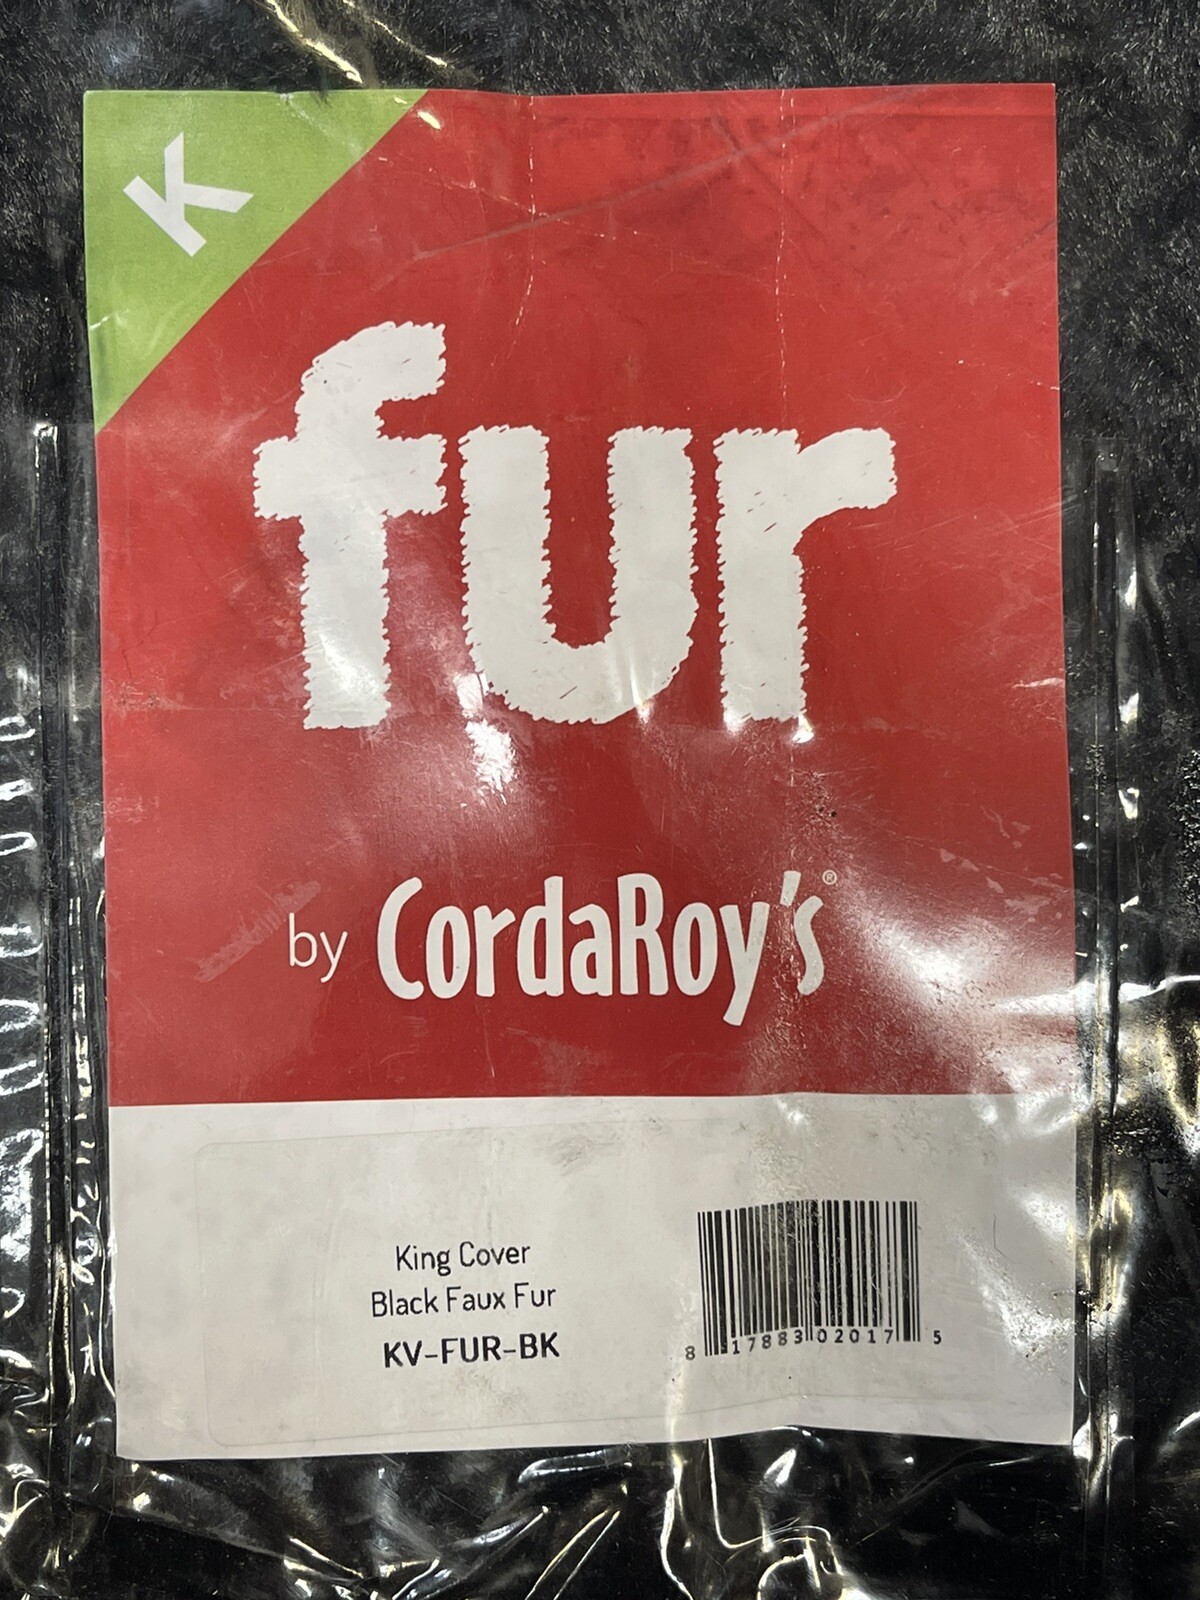 K
fur
by CordaRoy's®
King Cover
Black Faux Fur
KV-FUR-BK
8 17883 02017 5